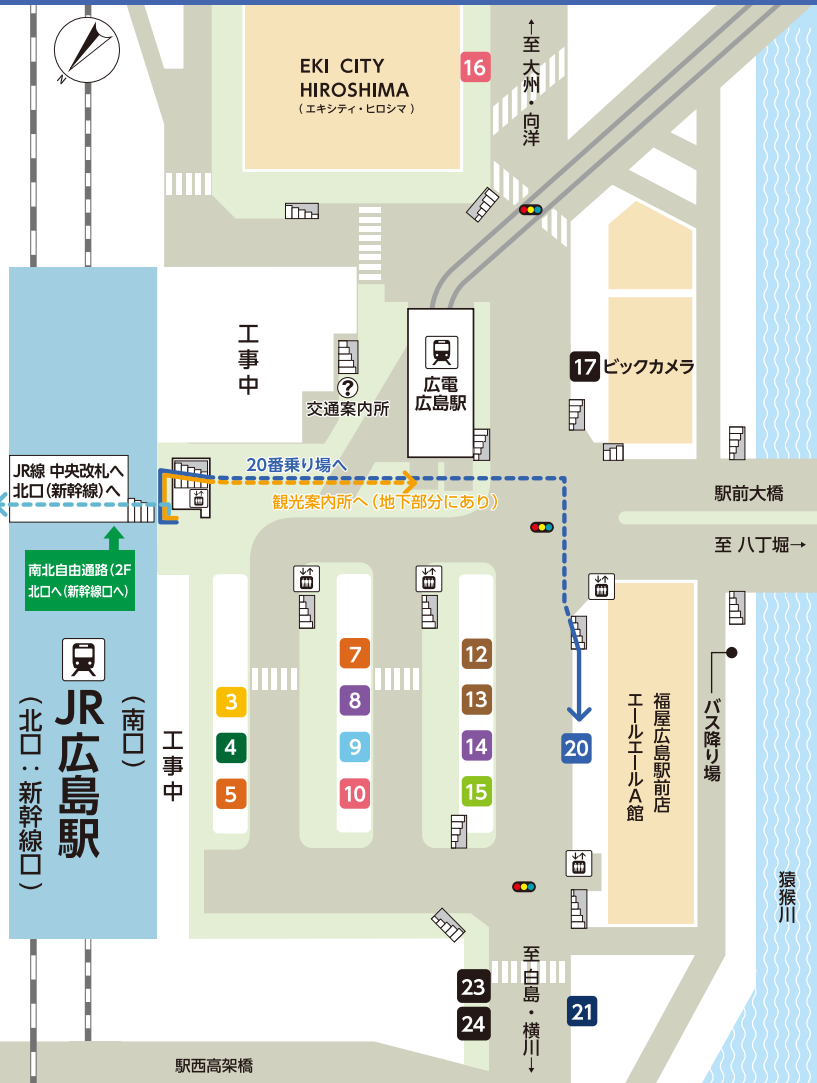 N
EKI CITY
HIROSHIMA
(エキシティ・ヒロシマ)
16
←至 大州・向洋
工事中
?
交通案内所
広電
広島駅
17
ビックカメラ
JR線 中央改札へ
北口(新幹線)へ
20番乗り場へ
観光案内所へ(地下部分にあり)
駅前大橋
至 八丁堀→
南北自由通路(2F
北口へ(新幹線口へ)
JR広島駅
(南口)
(北口:新幹線口)
工事中
3
4
5
7
8
9
10
12
13
14
15
20
福屋広島駅前店
エールエールA館
バス降り場
猿猴川
23
24
至 白島・横川→
21
駅西高架橋